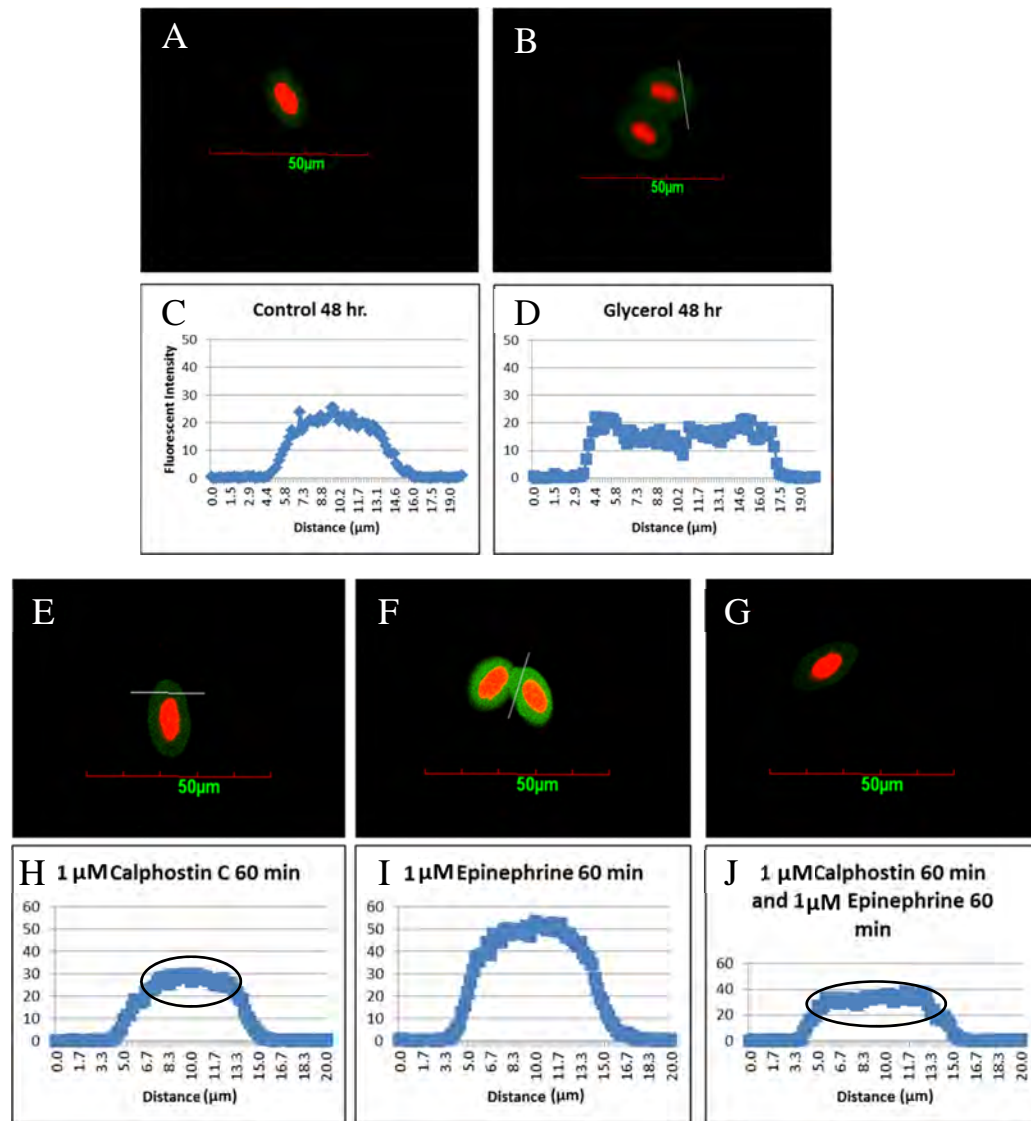 A
B
50µm
50µm
C
Control 48 hr.
Fluorescent Intensity
50
40
30
20
10
0
0.0 1.5 2.9 4.4 5.8 7.3 8.8 10.2 11.7 13.1 14.6 16.0 17.5 19.0
Distance (µm)
D
Glycerol 48 hr
50
40
30
20
10
0
0.0 1.5 2.9 4.4 5.8 7.3 8.8 10.2 11.7 13.1 14.6 16.0 17.5 19.0
Distance (µm)
E
F
G
50µm
50µm
50µm
H
1 µM Calphostin C 60 min
60
50
40
30
20
10
0
0.0 1.7 3.3 5.0 6.7 8.3 10.0 11.7 13.3 15.0 16.7 18.3 20.0
Distance (µm)
I
1 µM Epinephrine 60 min
60
50
40
30
20
10
0
0.0 1.7 3.3 5.0 6.7 8.3 10.0 11.7 13.3 15.0 16.7 18.3 20.0
Distance (µm)
J
1 µM Calphostin 60 min
and 1µM Epinephrine 60
min
60
40
20
0
0.0 1.7 3.3 5.0 6.7 8.3 10.0 11.7 13.3 15.0 16.7 18.3 20.0
Distance (µm)